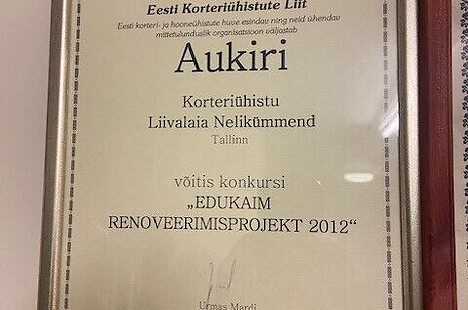 Eesti Korteriühistute Liit
Eesti korteri- ja hooneühistute huve esindav ning neid ühendav
mittetulunduslik organisatsioon väljastab
Aukiri
Korteriühistu
Liivalaia Nelikümmend
Tallinn
võitis konkursi
„EDUKAIM
RENOVEERIMISPROJEKT 2012“
Urmas Mardi